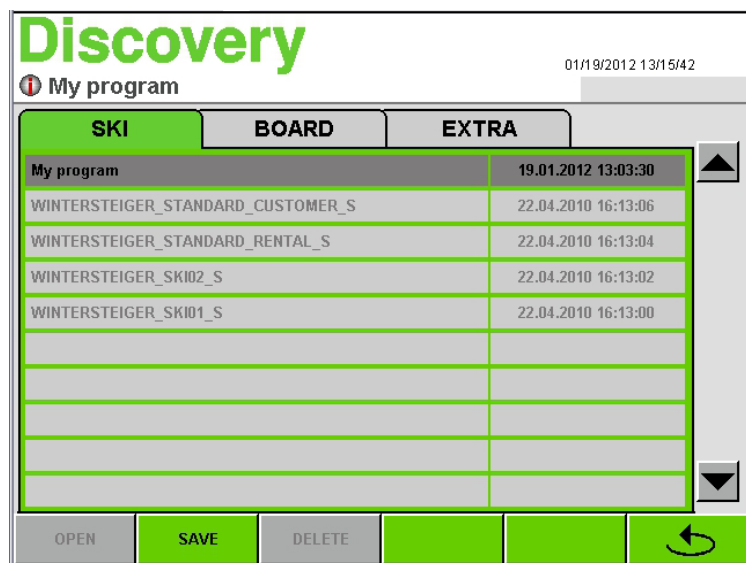 Discovery
01/19/2012 13/15/42
My program
SKI BOARD EXTRA
My program 19.01.2012 13:03:30
WINTERSTEIGER_STANDARD_CUSTOMER_S 22.04.2010 16:13:06
WINTERSTEIGER_STANDARD_RENTAL_S 22.04.2010 16:13:04
WINTERSTEIGER_SKI02_S 22.04.2010 16:13:02
WINTERSTEIGER_SKI01_S 22.04.2010 16:13:00
OPEN SAVE DELETE